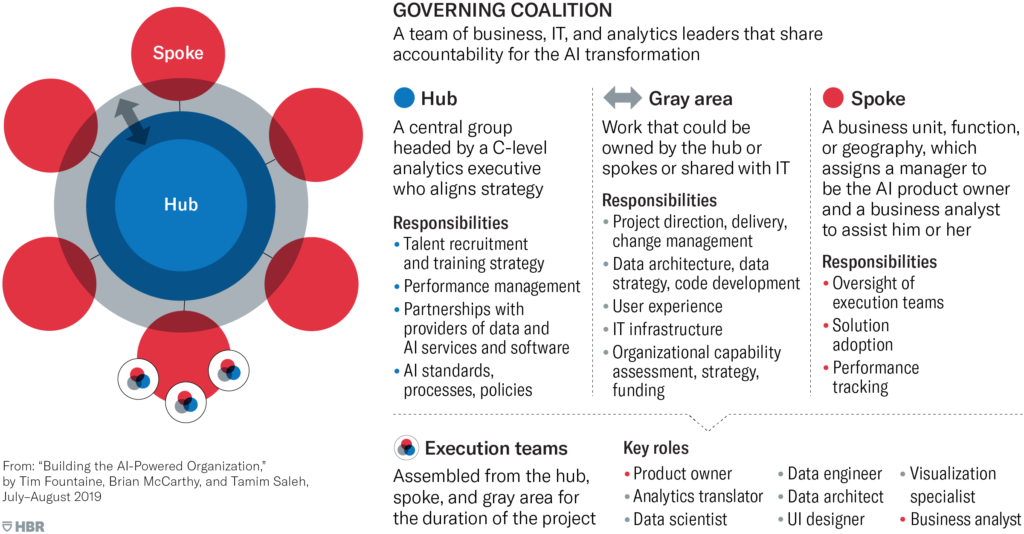 Spoke
Hub
From: “Building the AI-Powered Organization,”
by Tim Fountaine, Brian McCarthy, and Tamim Saleh,
July–August 2019
HBR
GOVERNING COALITION
A team of business, IT, and analytics leaders that share
accountability for the AI transformation
Hub
A central group
headed by a C-level
analytics executive
who aligns strategy
Responsibilities
• Talent recruitment
and training strategy
• Performance management
• Partnerships with
providers of data and
AI services and software
• AI standards,
processes, policies
Gray area
Work that could be
owned by the hub or
spokes or shared with IT
Responsibilities
• Project direction, delivery,
change management
• Data architecture, data
strategy, code development
• User experience
• IT infrastructure
• Organizational capability
assessment, strategy,
funding
Spoke
A business unit, function,
or geography, which
assigns a manager to
be the AI product owner
and a business analyst
to assist him or her
Responsibilities
• Oversight of
execution teams
• Solution
adoption
• Performance
tracking
Execution teams
Assembled from the hub,
spoke, and gray area for
the duration of the project
Key roles
• Product owner
• Analytics translator
• Data scientist
• Data engineer
• Data architect
• UI designer
• Visualization
specialist
• Business analyst